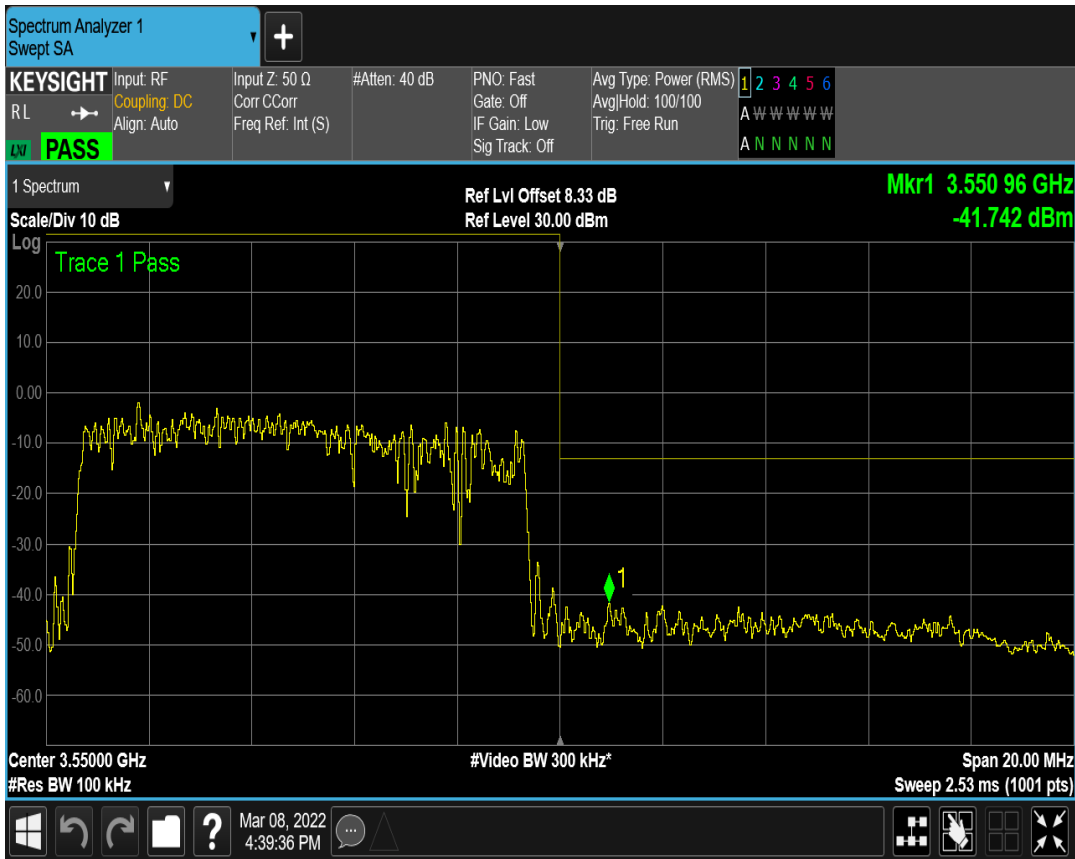 Spectrum Analyzer 1
Swept SA
+
KEYSIGHT
R L
LXI
PASS
Input: RF
Coupling: DC
Align: Auto
Input Z: 50 Ω
Corr CCorr
Freq Ref: Int (S)
#Atten: 40 dB
PNO: Fast
Gate: Off
IF Gain: Low
Sig Track: Off
Avg Type: Power (RMS)
Avg|Hold: 100/100
Trig: Free Run
1 2 3 4 5 6
A W W W W W
A N N N N N
1 Spectrum
Scale/Div 10 dB
Ref Lvl Offset 8.33 dB
Ref Level 30.00 dBm
Mkr1 3.550 96 GHz
-41.742 dBm
Log
Trace 1 Pass
20.0
10.0
0.00
-10.0
-20.0
-30.0
-40.0
1
-50.0
-60.0
Center 3.55000 GHz
#Res BW 100 kHz
#Video BW 300 kHz*
Span 20.00 MHz
Sweep 2.53 ms (1001 pts)
?
Mar 08, 2022
4:39:36 PM